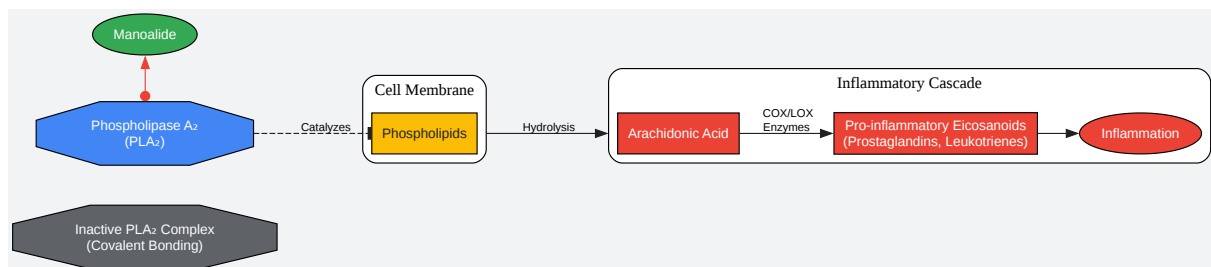 Manoalide
Phospholipase A₂
(PLA₂)
Catalyzes
Cell Membrane
Phospholipids
Hydrolysis
Inflammatory Cascade
Arachidonic Acid
COX/LOX
Enzymes
Pro-inflammatory Eicosanoids
(Prostaglandins, Leukotrienes)
Inflammation
Inactive PLA₂ Complex
(Covalent Bonding)